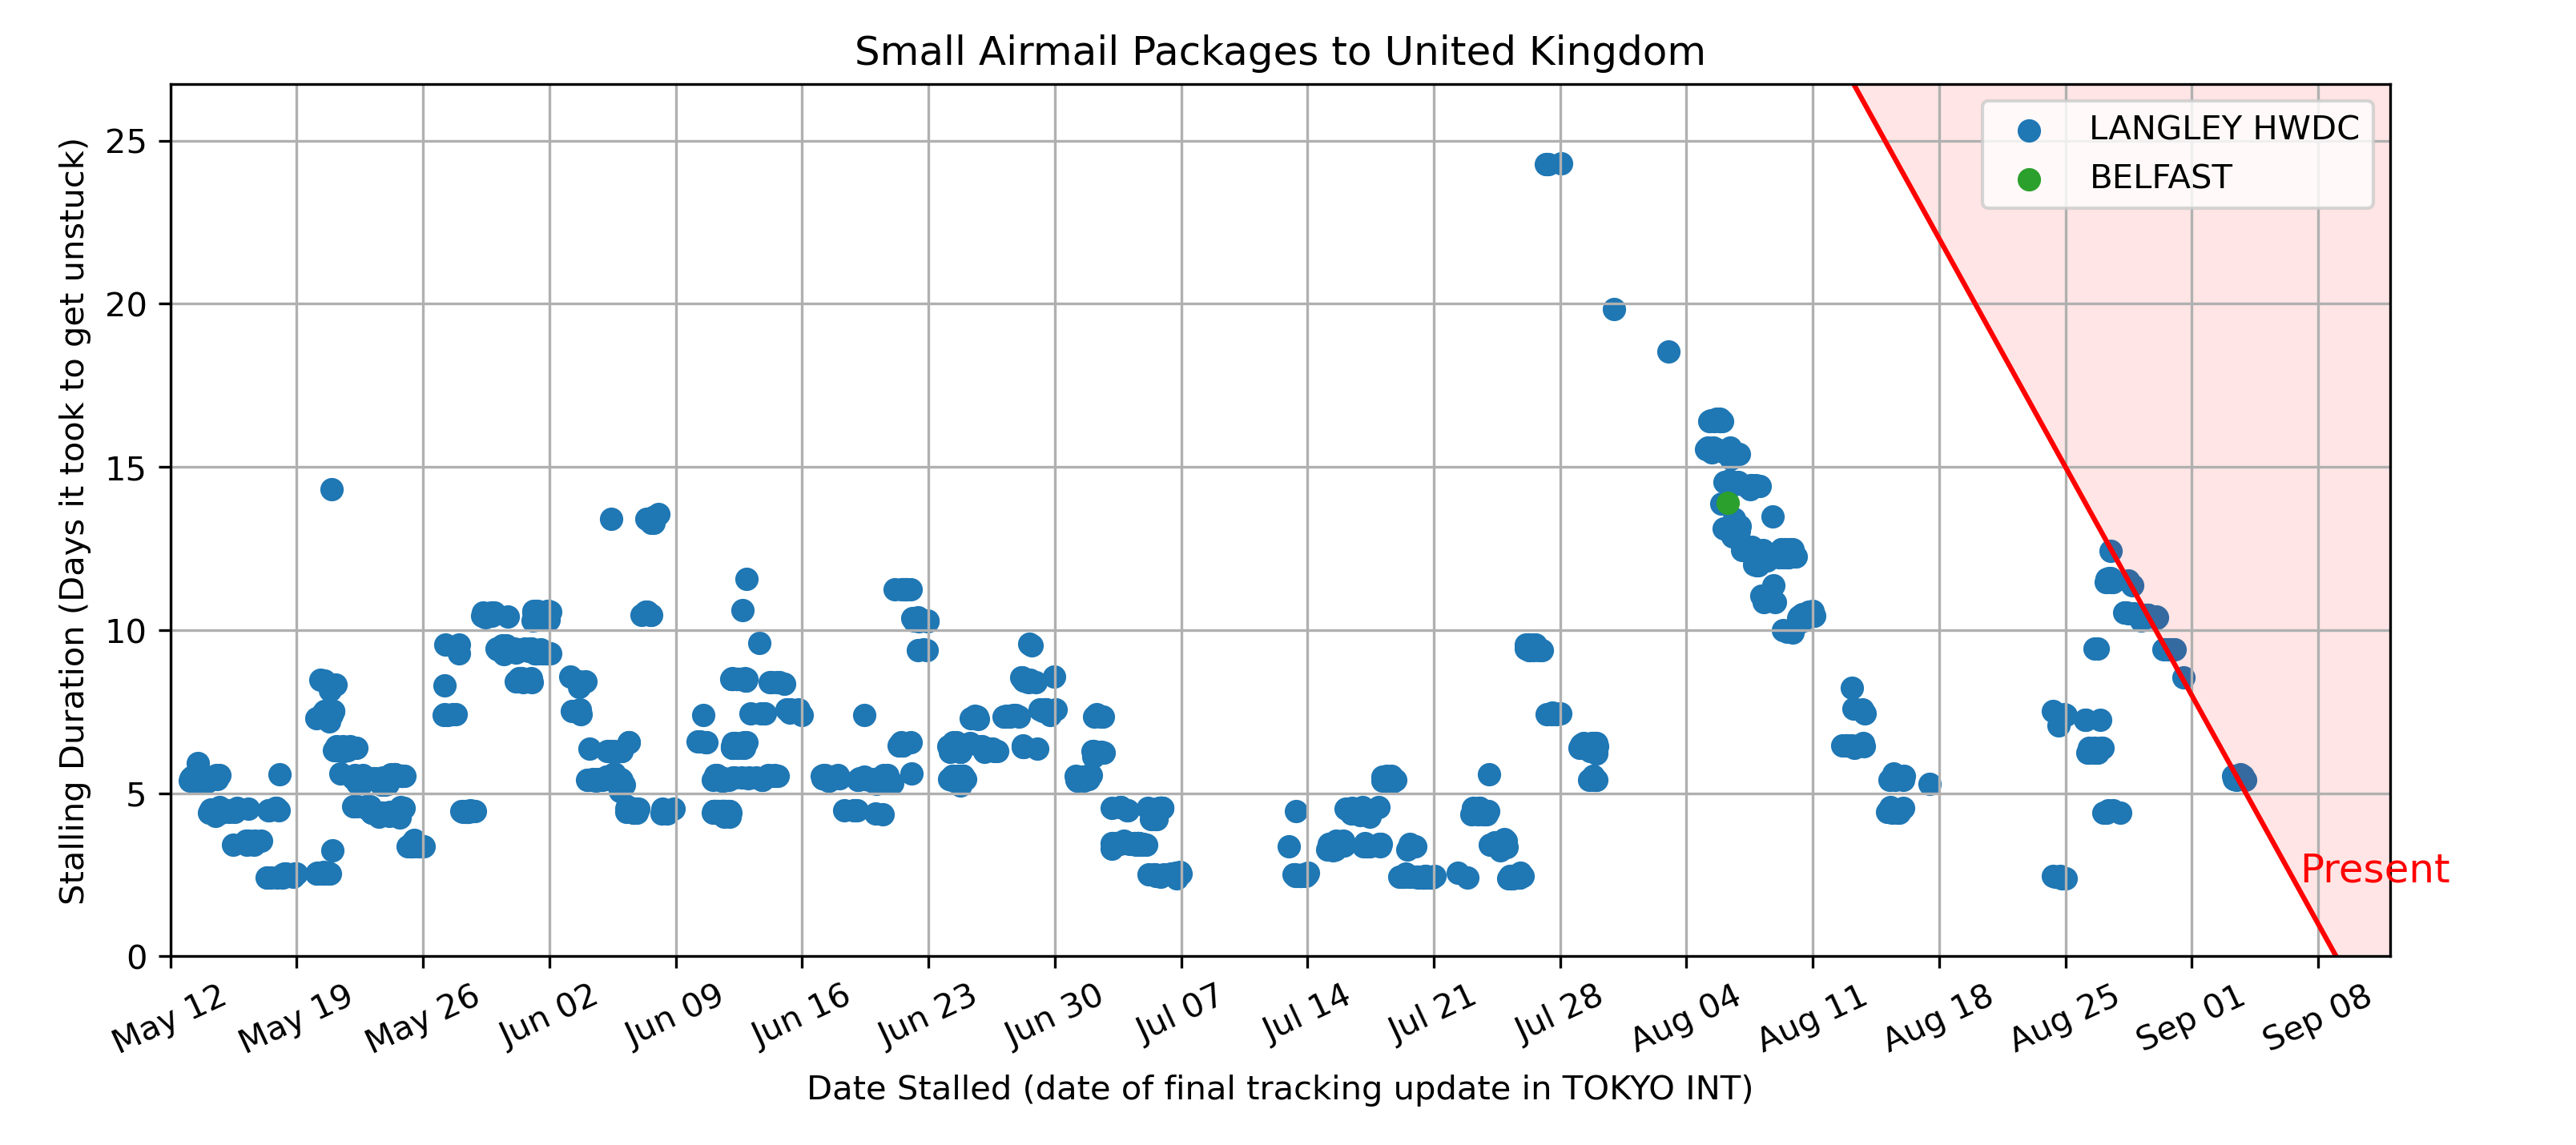 Small Airmail Packages to United Kingdom
Stalling Duration (Days it took to get unstuck)
25
20
15
10
5
0
LANGLEY HWDC
BELFAST
Present
May 12
May 19
May 26
Jun 02
Jun 09
Jun 16
Jun 23
Jun 30
Jul 07
Jul 14
Jul 21
Jul 28
Aug 04
Aug 11
Aug 18
Aug 25
Sep 01
Sep 08
Date Stalled (date of final tracking update in TOKYO INT)